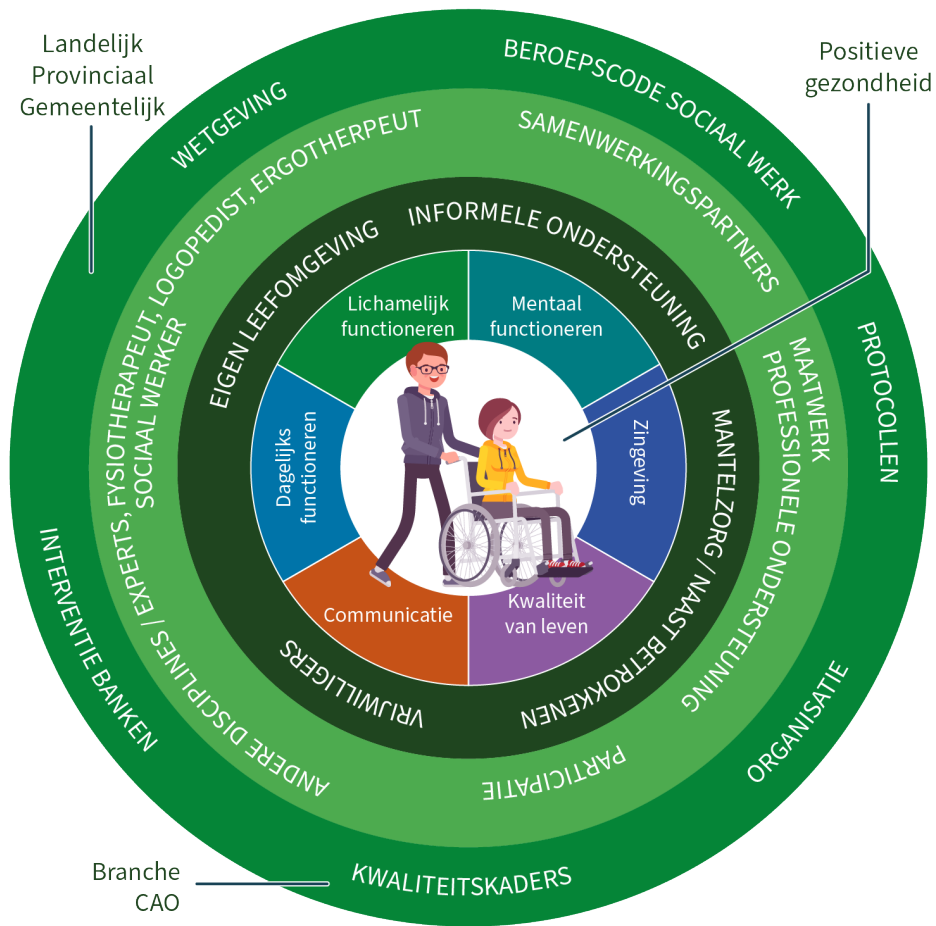 Landelijk
Provinciaal
Gemeentelijk
Positieve
gezondheid
WETGEVING
BEROEPSCODE SOCIAAL WERK
PROTOCOLLEN
ORGANISATIE
KWALITEITSKADERS
INTERVENTIE BANKEN
Branche
CAO
ANDERE DISCIPLINES / EXPERTS, FYSIOTHERAPEUT, LOGOPEDIST, ERGOTHERPEUT
SOCIAAL WERKER
SAMENWERKINGSPARTNERS
MAATWERK
PROFESSIONELE ONDERSTEUNING
PARTICIPATIE
EIGEN LEEFOMGEVING
INFORMELE ONDERSTEUNING
MANTELZORG / NAAST BETROKKENEN
VRIJWILLIGERS
Lichamelijk
functioneren
Mentaal
functioneren
Zingeving
Kwaliteit
van leven
Communicatie
Dagelijks
functioneren